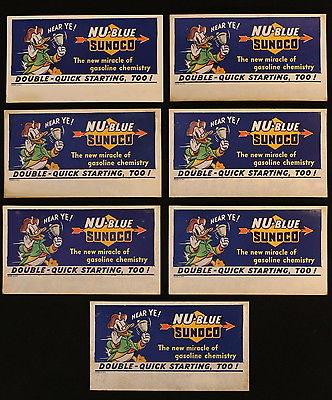 HEAR YE!
NU-BLUE
SUNOCO
The new miracle of
gasoline chemistry
DOUBLE-QUICK STARTING, TOO!
HEAR YE!
NU-BLUE
SUNOCO
The new miracle of
gasoline chemistry
DOUBLE-QUICK STARTING, TOO!
HEAR YE!
NU-BLUE
SUNOCO
The new miracle of
gasoline chemistry
DOUBLE-QUICK STARTING, TOO!
HEAR YE!
NU-BLUE
SUNOCO
The new miracle of
gasoline chemistry
DOUBLE-QUICK STARTING, TOO!
HEAR YE!
NU-BLUE
SUNOCO
The new miracle of
gasoline chemistry
DOUBLE-QUICK STARTING, TOO!
HEAR YE!
NU-BLUE
SUNOCO
The new miracle of
gasoline chemistry
DOUBLE-QUICK STARTING, TOO!
HEAR YE!
NU-BLUE
SUNOCO
The new miracle of
gasoline chemistry
DOUBLE-QUICK STARTING, TOO!